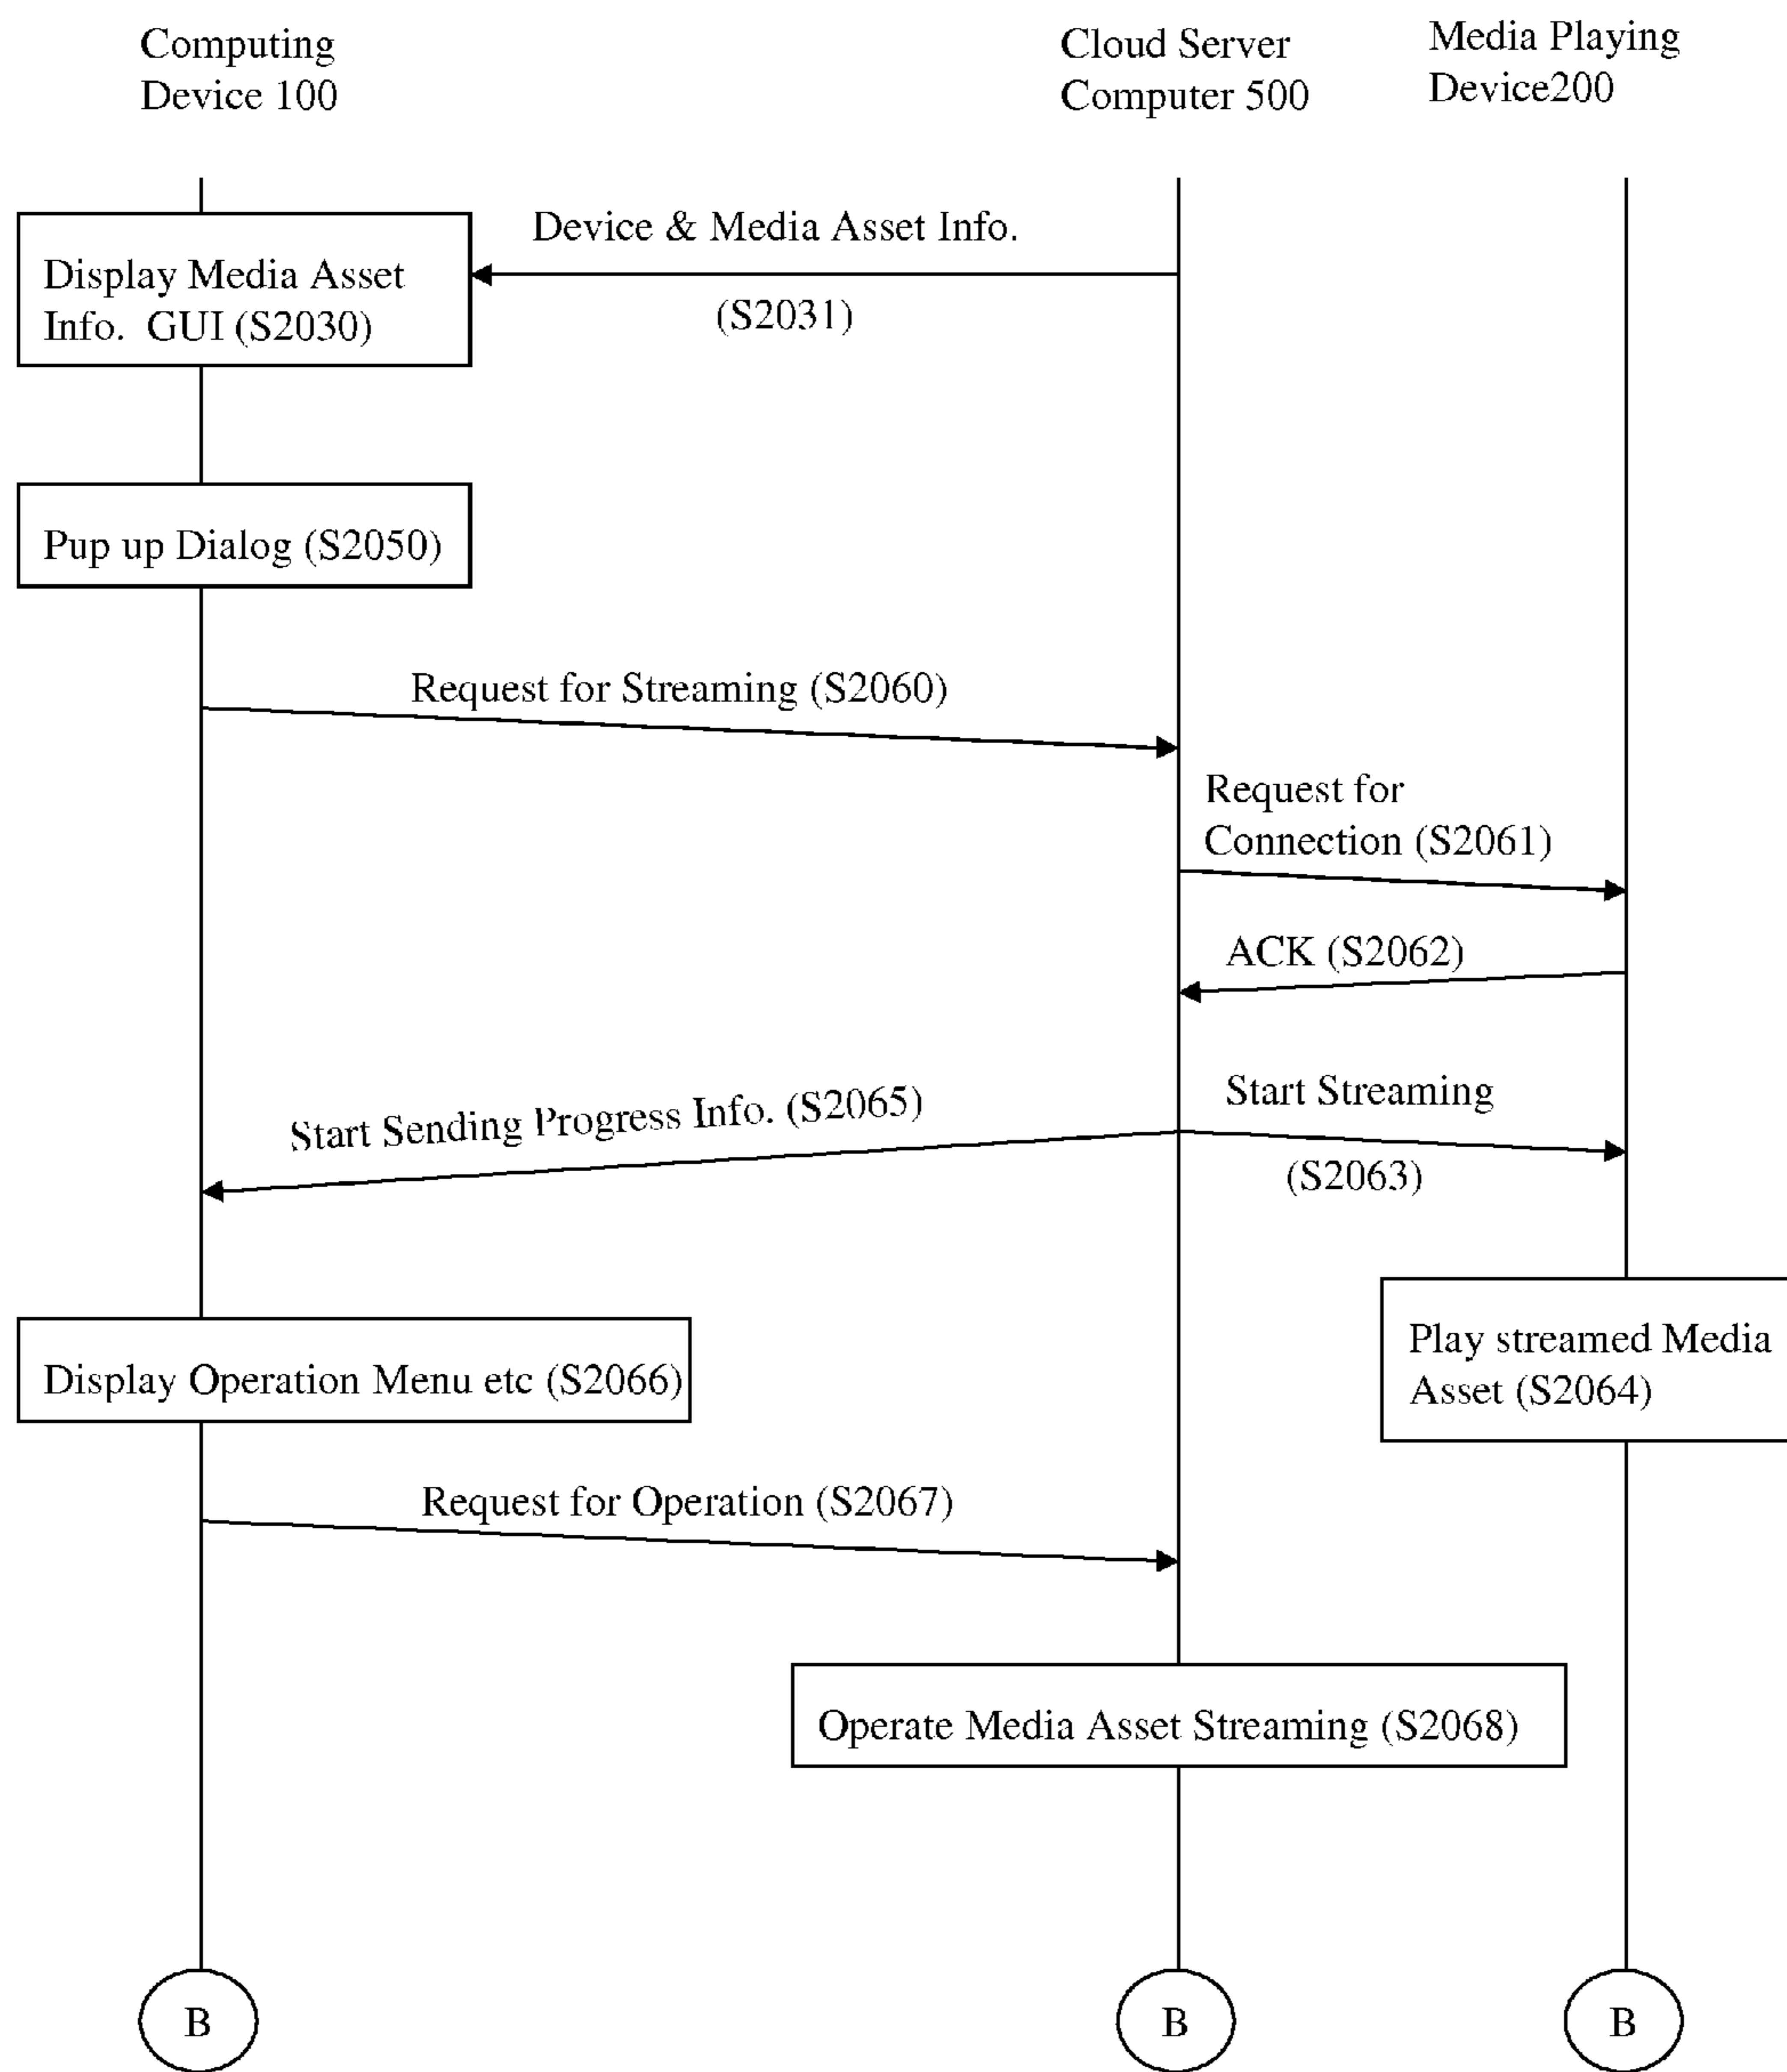 Computing
Device 100
Cloud Server
Computer 500
Media Playing
Device200
Device & Media Asset Info.
(S2031)
Display Media Asset
Info. GUI (S2030)
Pup up Dialog (S2050)
Request for Streaming (S2060)
Request for
Connection (S2061)
ACK (S2062)
Start Sending Progress Info. (S2065)
Start Streaming
(S2063)
Display Operation Menu etc (S2066)
Play streamed Media
Asset (S2064)
Request for Operation (S2067)
Operate Media Asset Streaming (S2068)
B
B
B